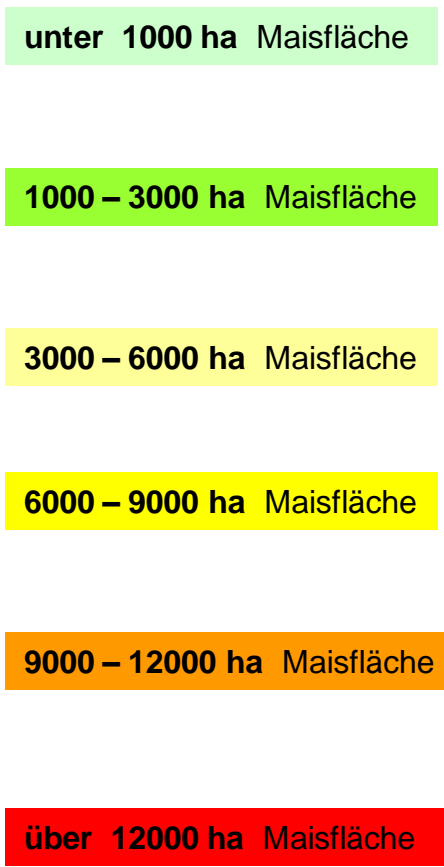 unter 1000 ha Maisfläche
1000 – 3000 ha Maisfläche
3000 – 6000 ha Maisfläche
6000 – 9000 ha Maisfläche
9000 – 12000 ha Maisfläche
über 12000 ha Maisfläche